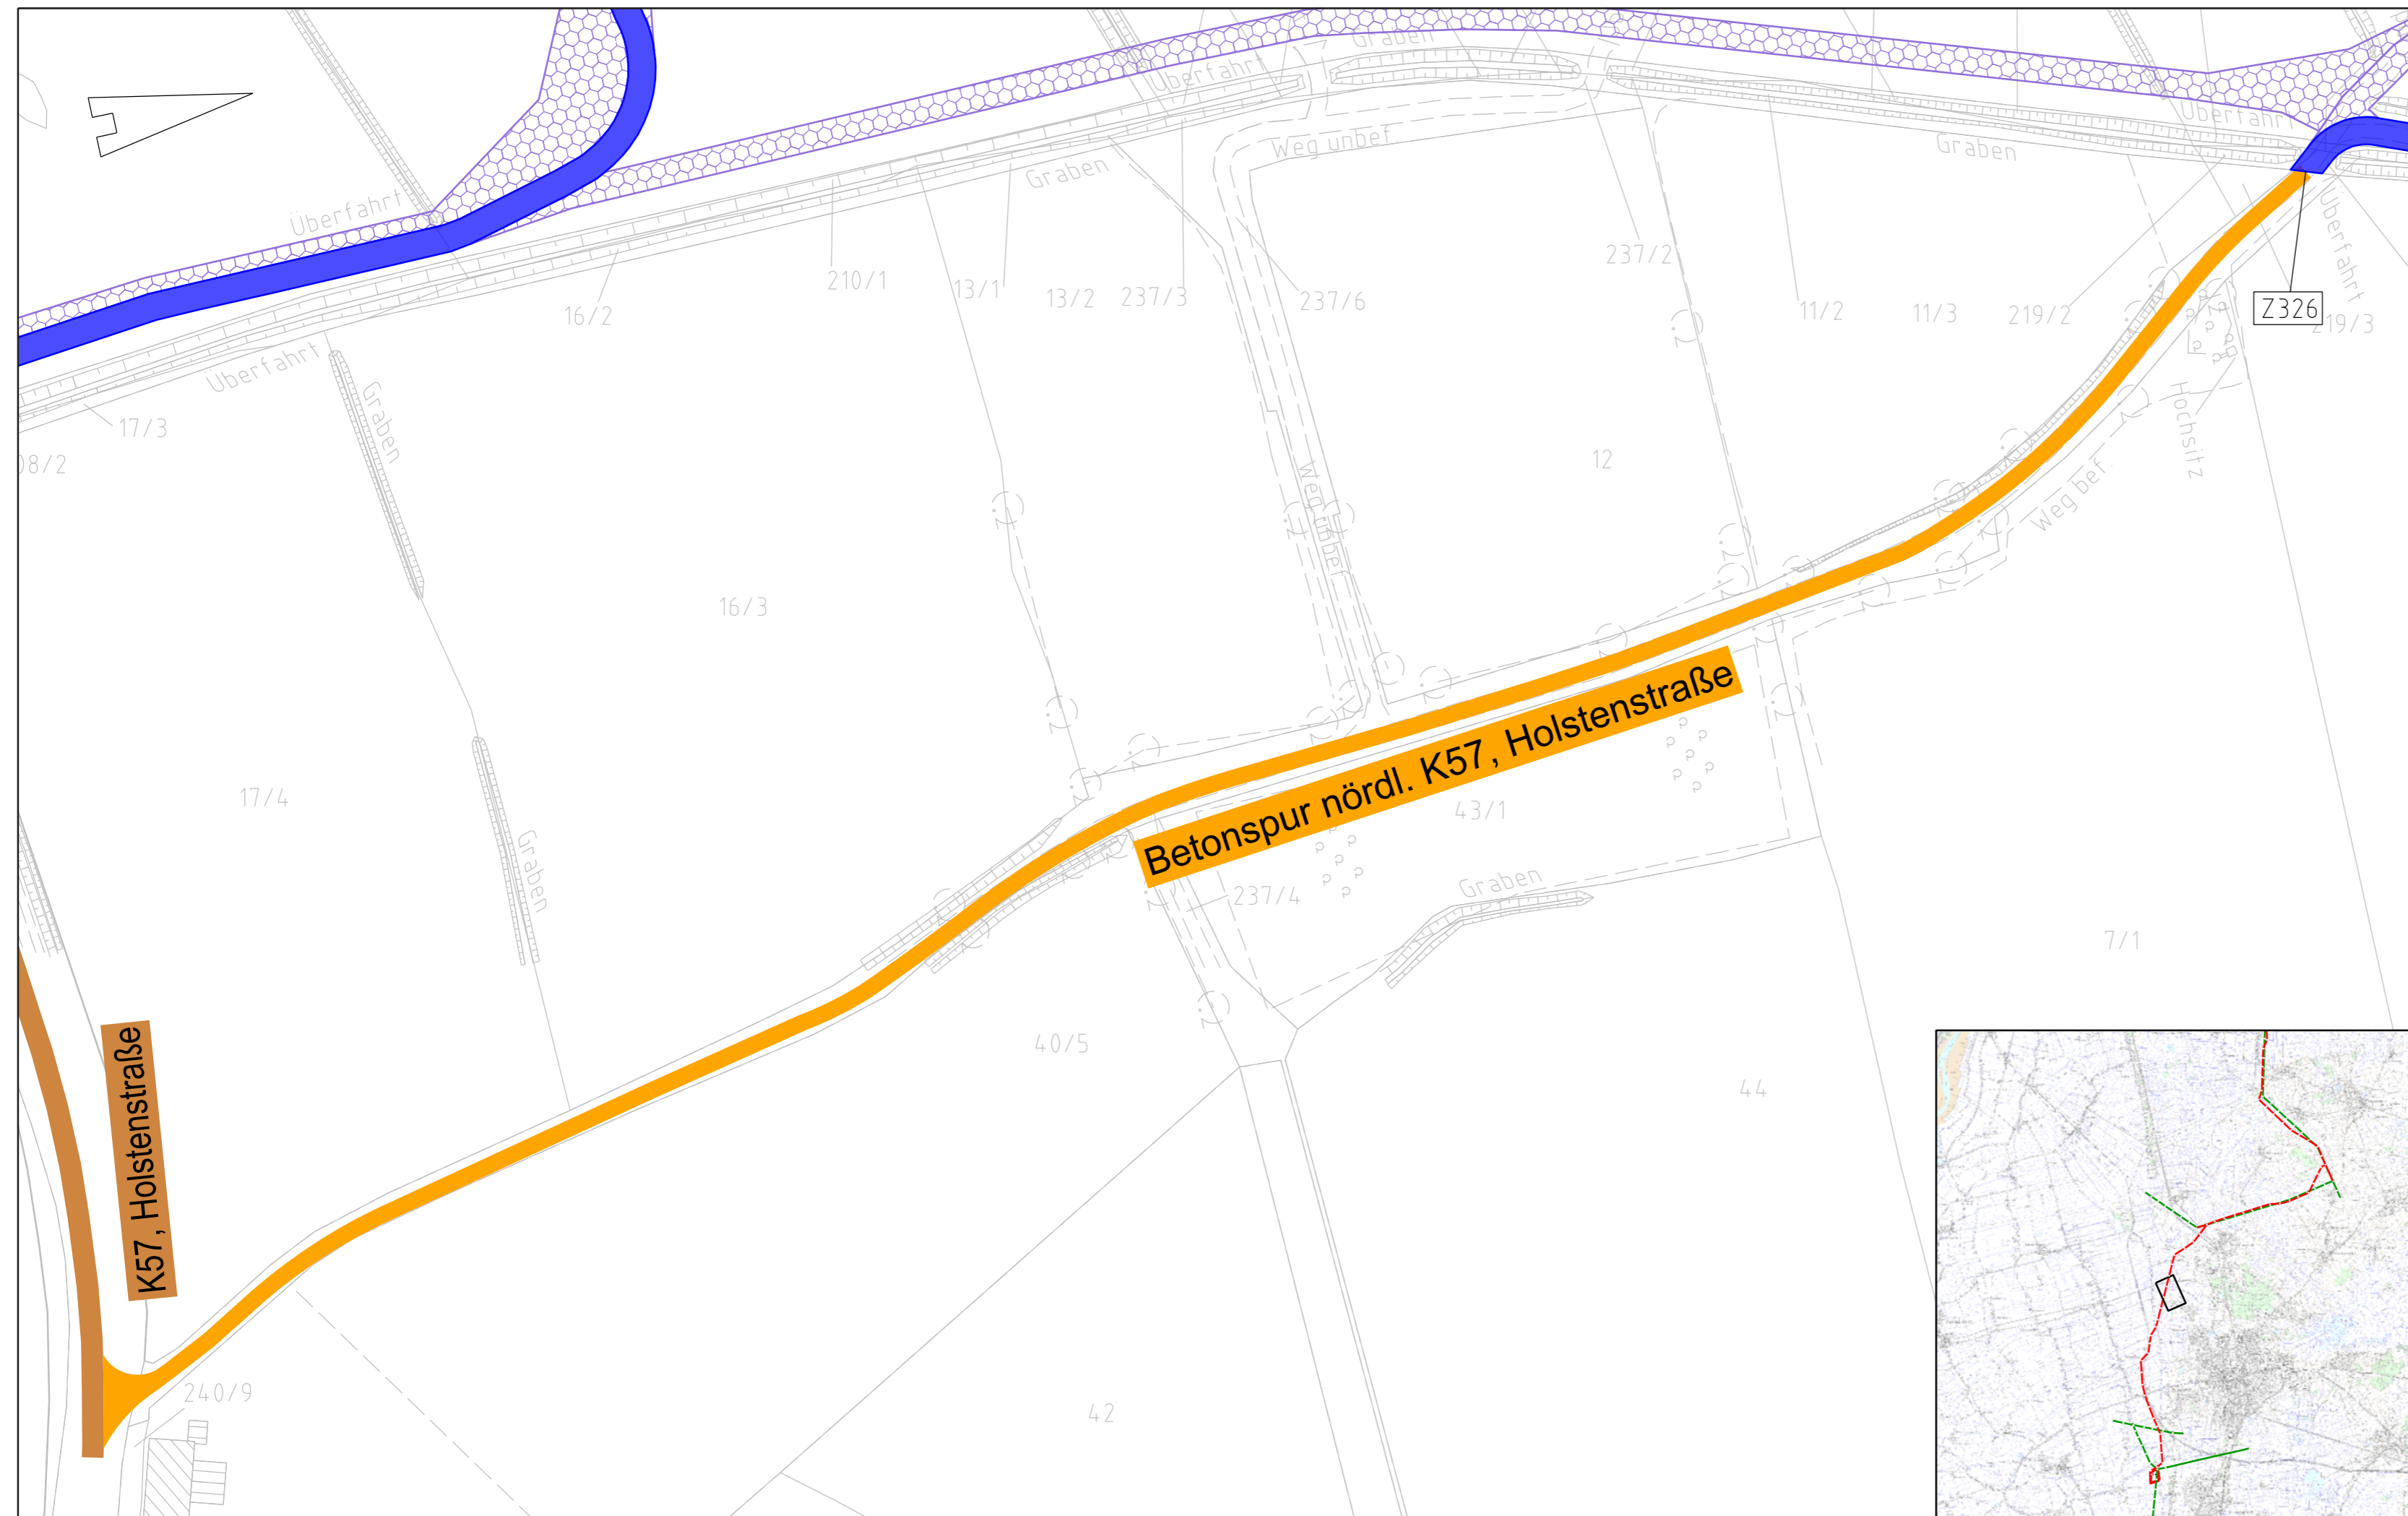 Graben
Überfahrt
Überfahrt
Weg unbef
Graben
Graben
Überfahrt
Überfahrt
237/2
210/1
13/1
13/2
237/3
237/6
16/2
11/2
11/3
219/2
Z326
219/3
Überfahrt
17/3
Graben
08/2
12
Hochsitz
Weg unbef
Weg bef
16/3
Betonspur nördl. K57, Holstenstraße
17/4
43/1
Graben
Graben
237/4
7/1
40/5
44
K57, Holstenstraße
240/9
42